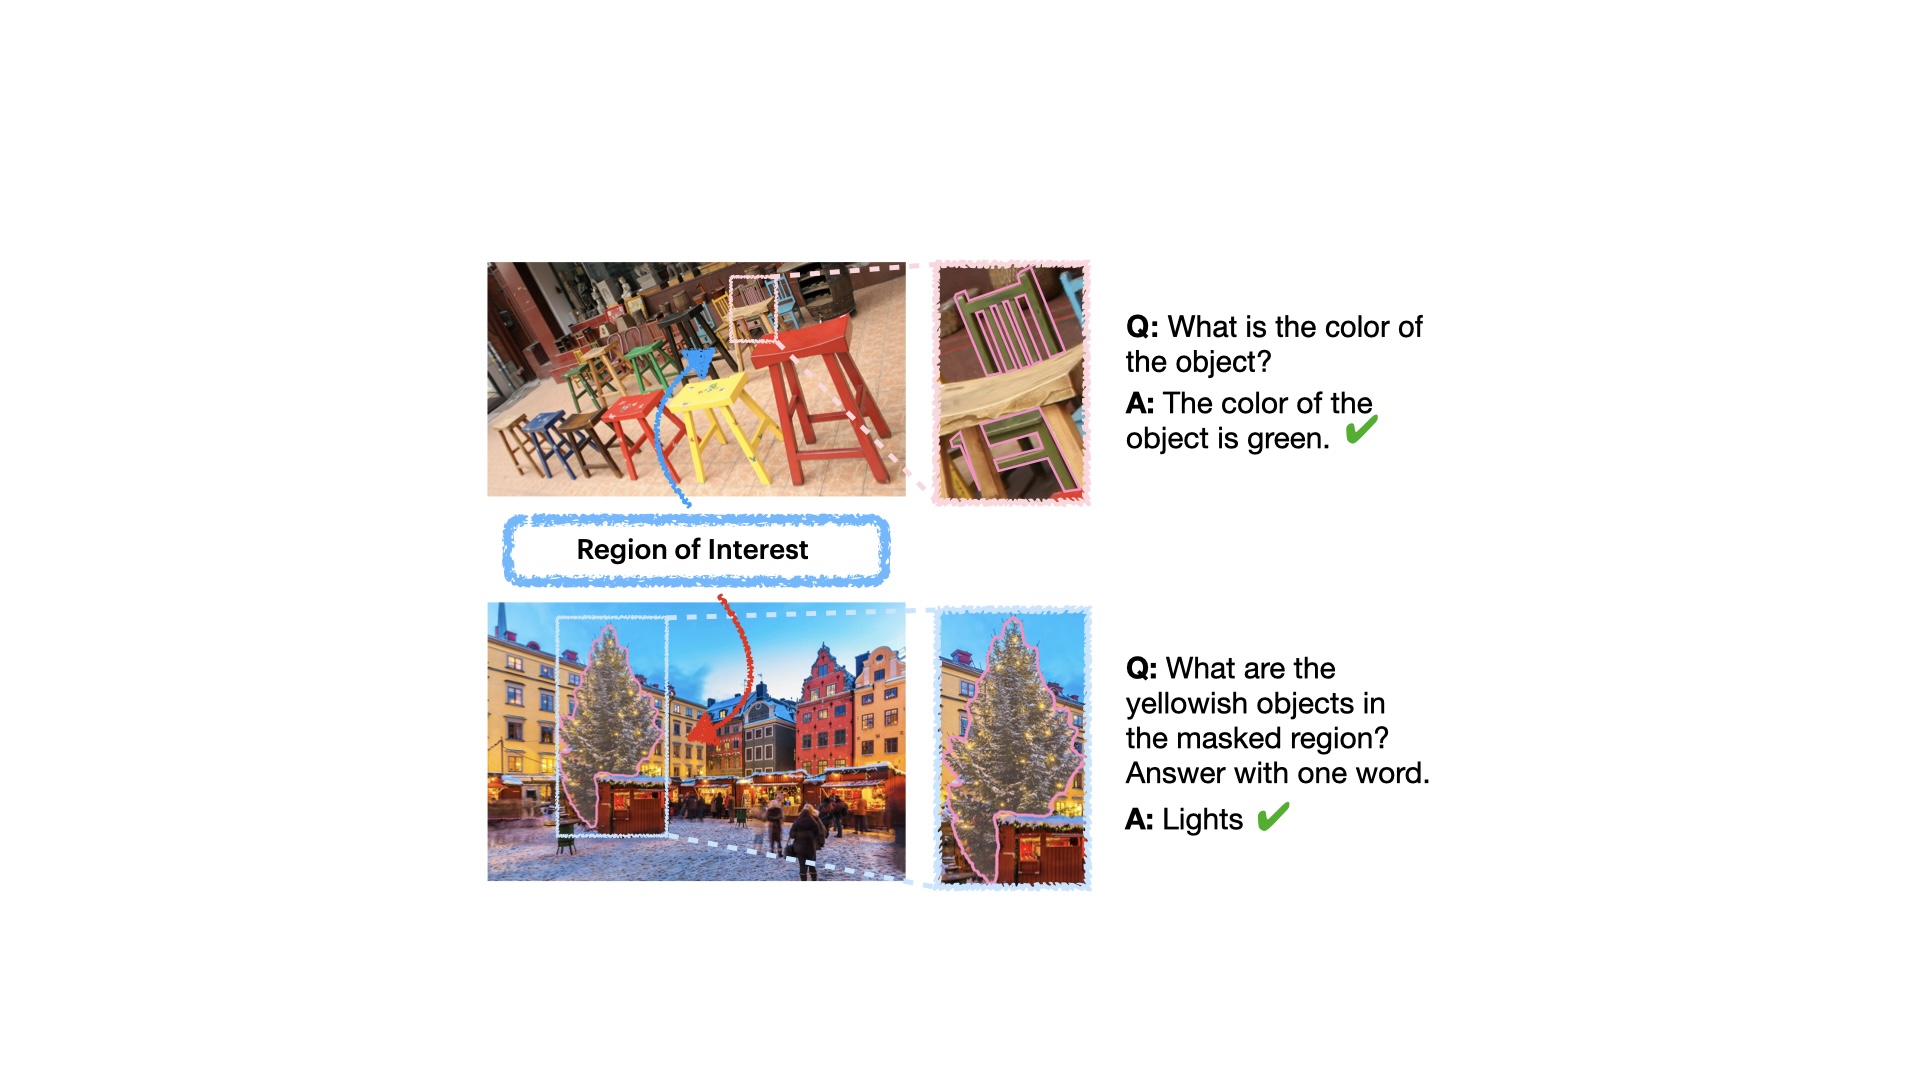 Q: What is the color of
the object?
A: The color of the
object is green.
Region of Interest
Q: What are the
yellowish objects in
the masked region?
Answer with one word.
A: Lights